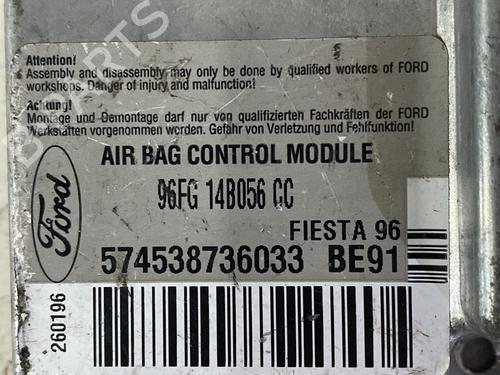 Attention!
Assembly and disassembly may only be done by qualified workers of FORD
workshops. Danger of injury and malfunction!
Achtung!
Montage und Demontage darf nur von qualifizierten Fachkräften der FORD
Werkstätten vorgenommen werden. Gefahr von Verletzung und Fehlfunktion!
AIR BAG CONTROL MODULE
96FG 14B056 CC
Ford
FIESTA 96
574538736033 BE91
260196